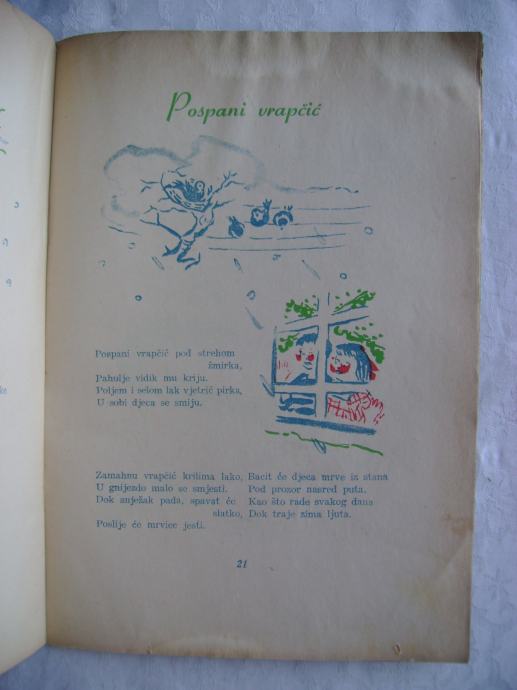 Pospani vrapčić
Pospani vrapčić pod strehom
žmirka,
Pahulje vidik mu kriju.
Poljem i selom lak vjetrić pirka,
U sobi djeca se smiju.
Zamahnu vrapčić krilima lako,
U gnijezdo malo se smjesti.
Dok snježak pada, spavat će
slatko,
Poslije će mrvice jesti.
Bacit će djeca mrve iz stana
Pod prozor nasred puta.
Kao što rade svakog dana
Dok traje zima ljuta.
21